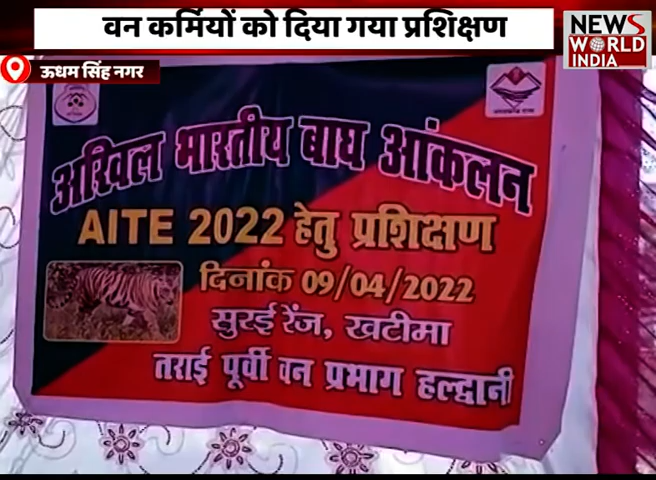 वन कर्मियों को दिया गया प्रशिक्षण
NEWS
WORLD
INDIA
ऊधम सिंह नगर
अखिल भारतीय बाघ आंकलन
AITE 2022 हेतु प्रशिक्षण
दिनांक 09/04/2022
सुरई रेंज, खटीमा
तराई पूर्वी वन प्रभाग हल्द्वानी